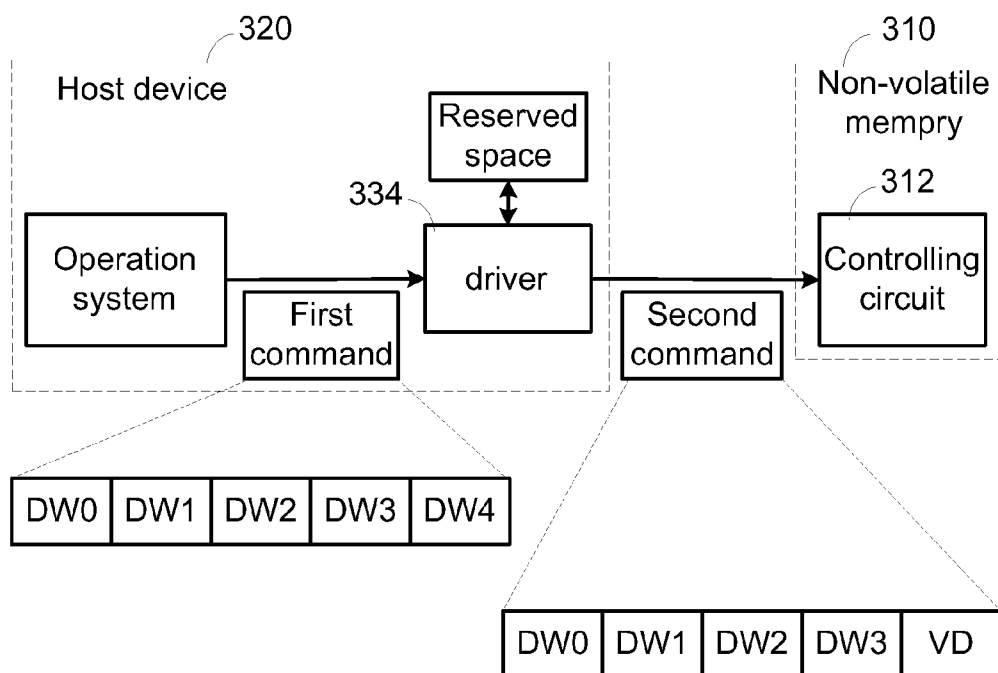 320
310
Host device
Non-volatile
mempry
Reserved
space
334
312
Operation
system
driver
Controlling
circuit
First
command
Second
command
DW0 DW1 DW2 DW3 DW4
DW0 DW1 DW2 DW3 VD